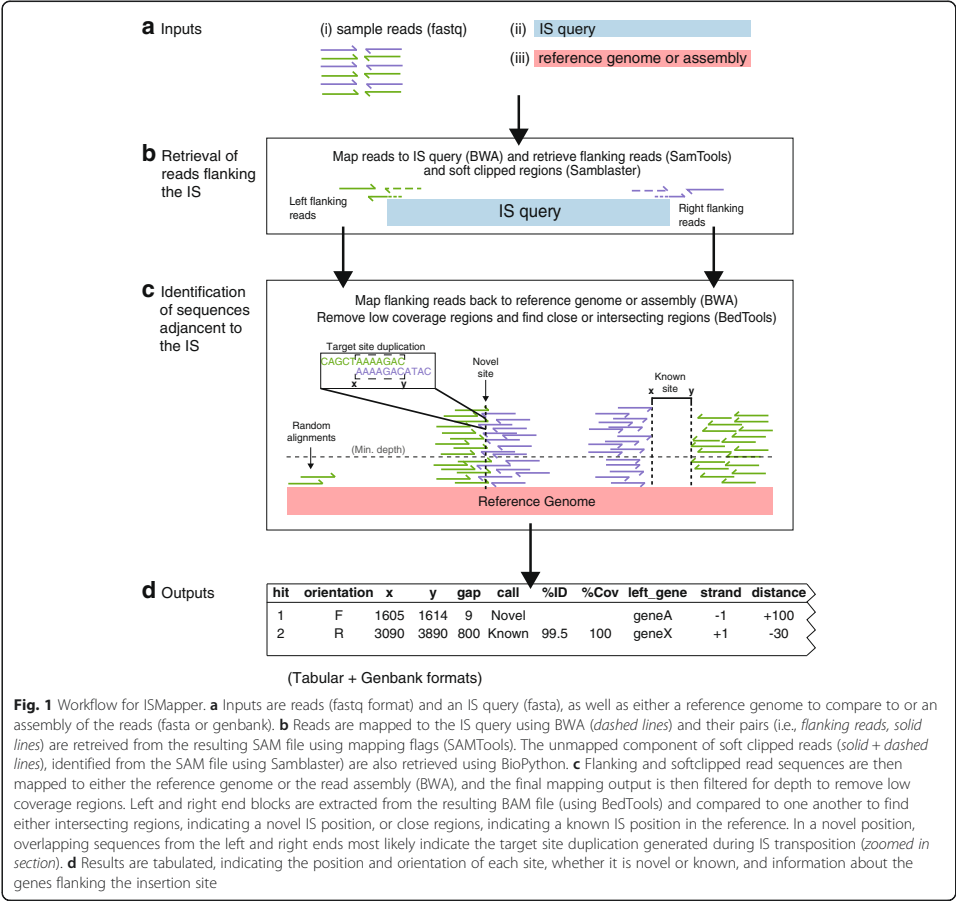 a Inputs
(i) sample reads (fastq)
(ii) IS query
(iii) reference genome or assembly
b Retrieval of
reads flanking
the IS
Map reads to IS query (BWA) and retrieve flanking reads (SamTools)
and soft clipped regions (Samblaster)
Left flanking
reads
IS query
Right flanking
reads
c Identification
of sequences
adjancent to
the IS
Map flanking reads back to reference genome or assembly (BWA)
Remove low coverage regions and find close or intersecting regions (BedTools)
Target site duplication
CAGCTAAAAGAC
AAAAGACATAC
x y
Novel
site
Known
site
x y
Random
alignments
(Min. depth)
Reference Genome
d Outputs
hit orientation x y gap call %ID %Cov left_gene strand distance
1 F 1605 1614 9 Novel geneA -1 +100
2 R 3090 3890 800 Known 99.5 100 geneX +1 -30
(Tabular + Genbank formats)
Fig. 1 Workflow for ISMapper. a Inputs are reads (fastq format) and an IS query (fasta), as well as either a reference genome to compare to or an
assembly of the reads (fasta or genbank). b Reads are mapped to the IS query using BWA (dashed lines) and their pairs (i.e., flanking reads, solid
lines) are retreived from the resulting SAM file using mapping flags (SAMTools). The unmapped component of soft clipped reads (solid + dashed
lines), identified from the SAM file using Samblaster) are also retrieved using BioPython. c Flanking and softclipped read sequences are then
mapped to either the reference genome or the read assembly (BWA), and the final mapping output is then filtered for depth to remove low
coverage regions. Left and right end blocks are extracted from the resulting BAM file (using BedTools) and compared to one another to find
either intersecting regions, indicating a novel IS position, or close regions, indicating a known IS position in the reference. In a novel position,
overlapping sequences from the left and right ends most likely indicate the target site duplication generated during IS transposition (zoomed in
section). d Results are tabulated, indicating the position and orientation of each site, whether it is novel or known, and information about the
genes flanking the insertion site